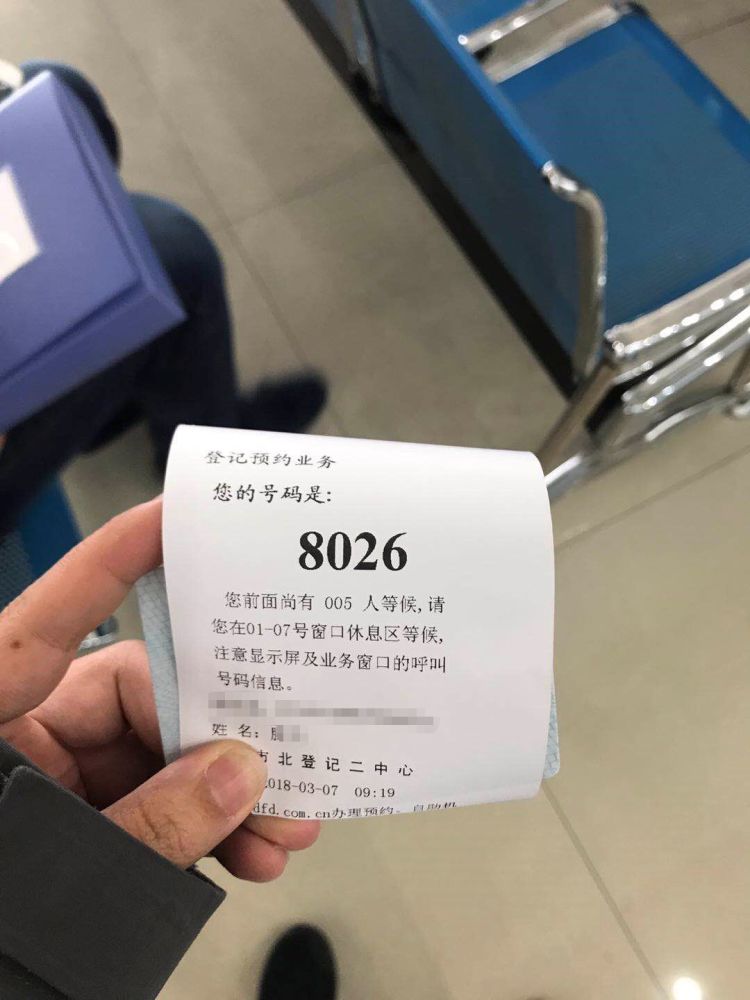 登记预约业务
您的号码是:
8026
您前面尚有 005 人等候,请
您在01-07号窗口休息区等候,
注意显示屏及业务窗口的呼叫
号码信息。
姓 名:
市北登记二中心
018-03-07 09:19
dfd.com.cn办理预约。自助机